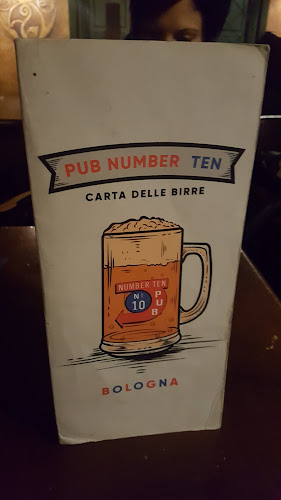 PUB NUMBER TEN
CARTA DELLE BIRRE
NUMBER TEN
N°
10
PUB
BOLOGNA